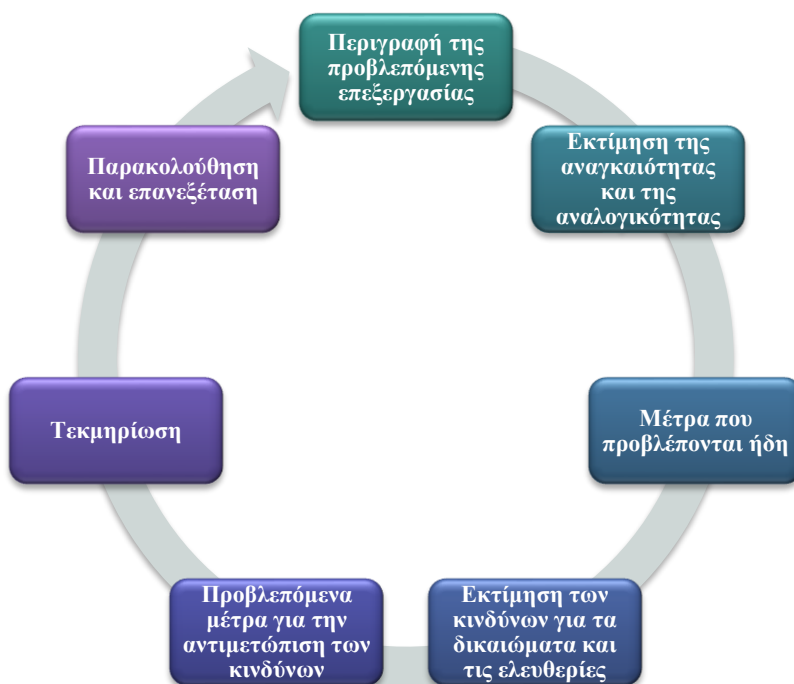 Περιγραφή της
προβλεπόμενης
επεξεργασίας
Εκτίμηση της
αναγκαιότητας
και της
αναλογικότητας
Μέτρα που
προβλέπονται ήδη
Εκτίμηση των
κινδύνων για τα
δικαιώματα και
τις ελευθερίες
Προβλεπόμενα
μέτρα για την
αντιμετώπιση των
κινδύνων
Τεκμηρίωση
Παρακολούθηση
και επανεξέταση